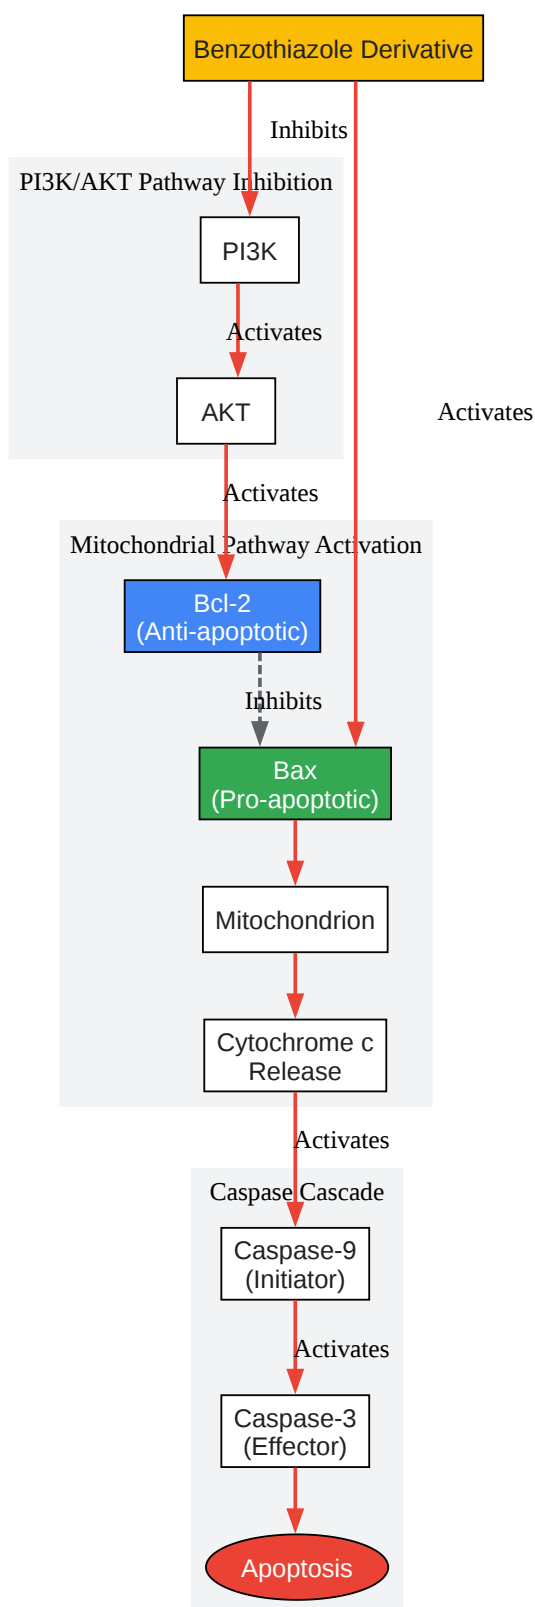 Benzothiazole Derivative
Inhibits
PI3K/AKT Pathway Inhibition
PI3K
Activates
AKT
Activates
Activates
Mitochondrial Pathway Activation
Bcl-2
(Anti-apoptotic)
Inhibits
Bax
(Pro-apoptotic)
Mitochondrion
Cytochrome c
Release
Activates
Caspase Cascade
Caspase-9
(Initiator)
Activates
Caspase-3
(Effector)
Apoptosis